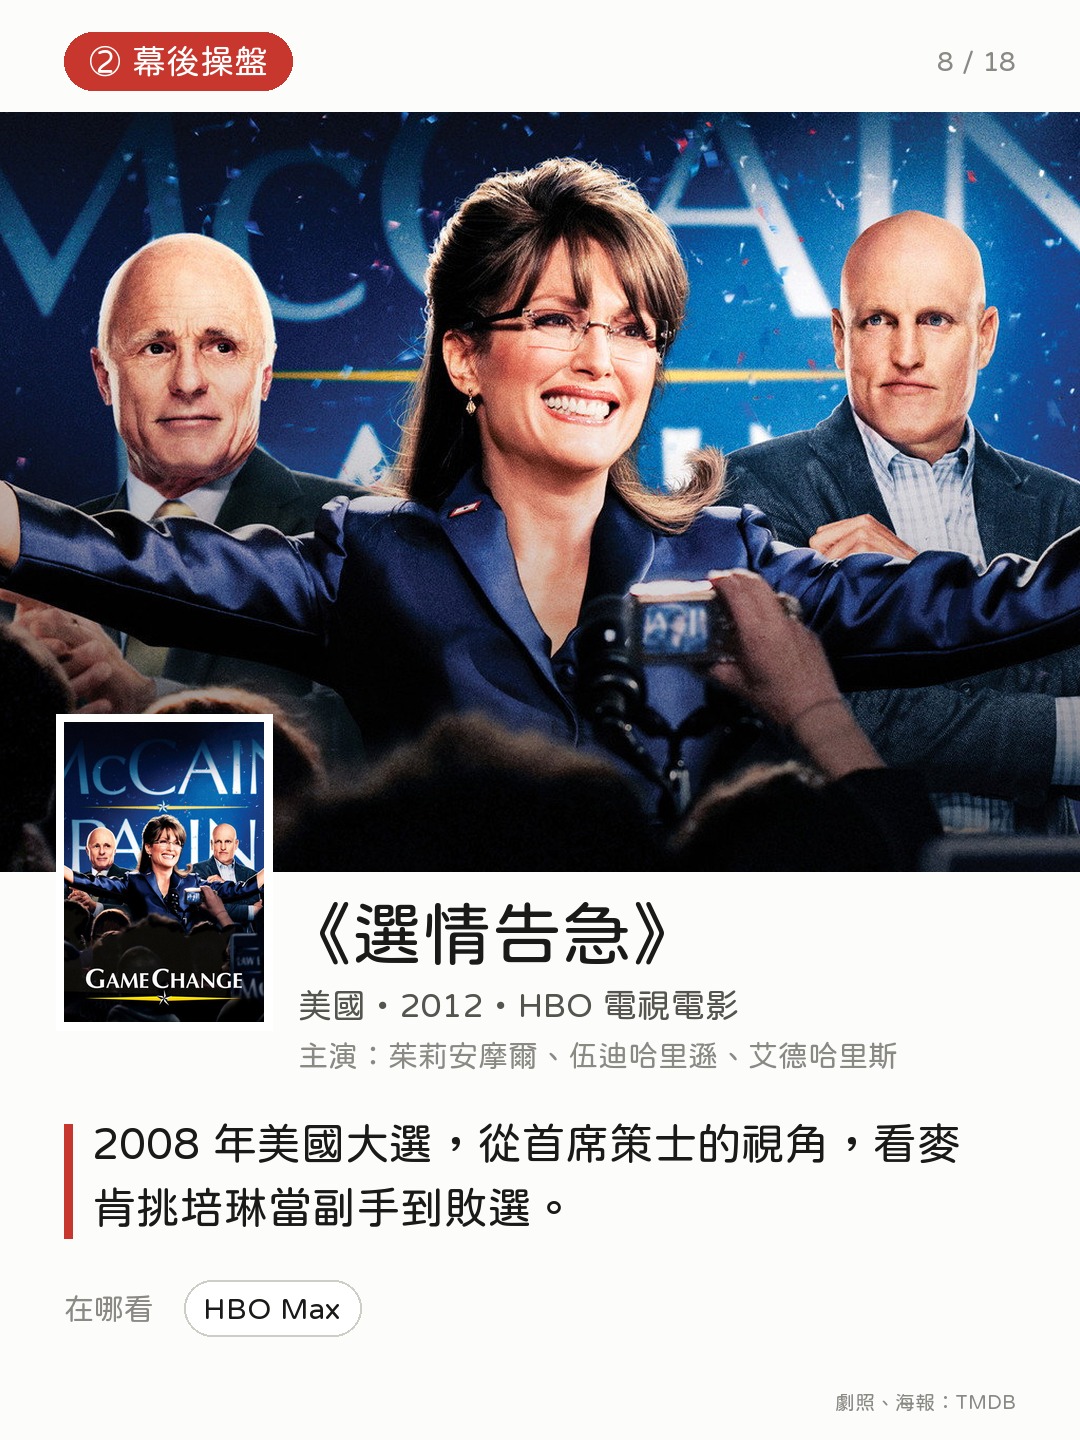 ② 幕後操盤
8 / 18
McCAIN
McCAIN
PALIN
GAME CHANGE
《選情告急》
美國・2012・HBO 電視電影
主演：茱莉安摩爾、伍迪哈里遜、艾德哈里斯
2008 年美國大選，從首席策士的視角，看麥
肯挑培琳當副手到敗選。
在哪看
HBO Max
劇照、海報：TMDB